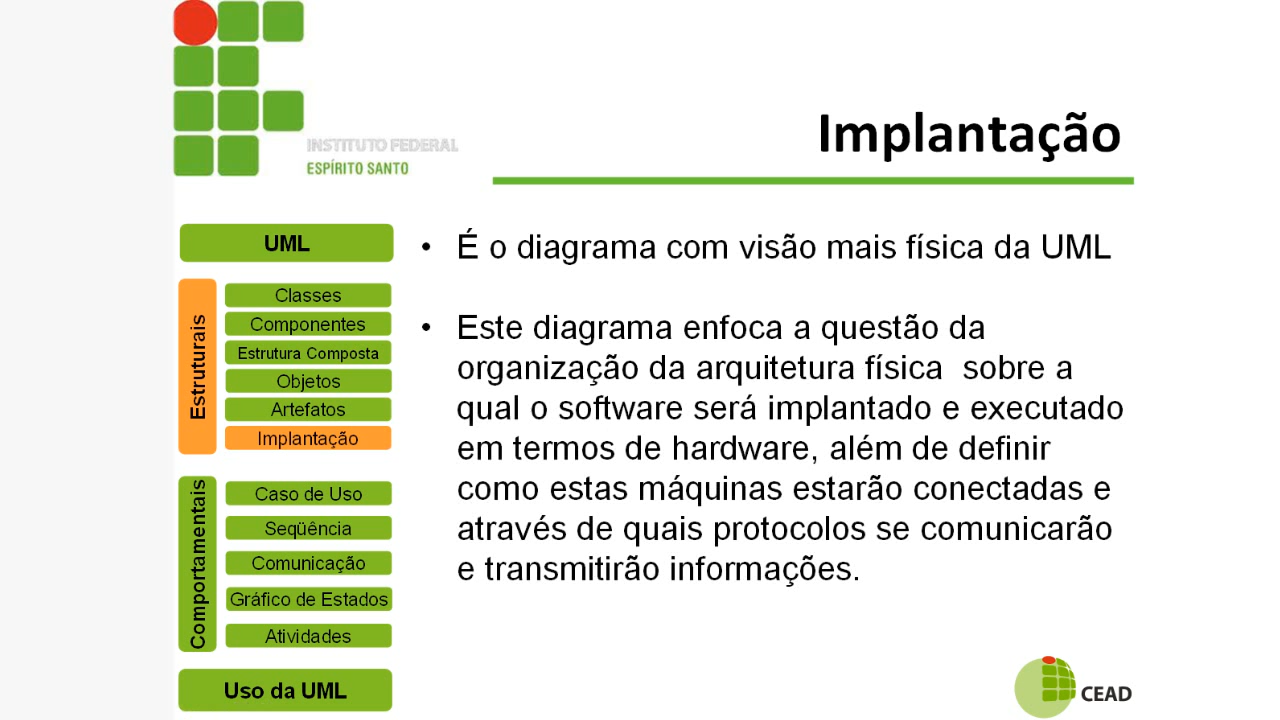 INSTITUTO FEDERAL
ESPÍRITO SANTO
Implantação
UML
Estruturais
Classes
Componentes
Estrutura Composta
Objetos
Artefatos
Implantação
Comportamentais
Caso de Uso
Seqüência
Comunicação
Gráfico de Estados
Atividades
Uso da UML
• É o diagrama com visão mais física da UML
• Este diagrama enfoca a questão da
organização da arquitetura física sobre a
qual o software será implantado e executado
em termos de hardware, além de definir
como estas máquinas estarão conectadas e
através de quais protocolos se comunicarão
e transmitirão informações.
CEAD